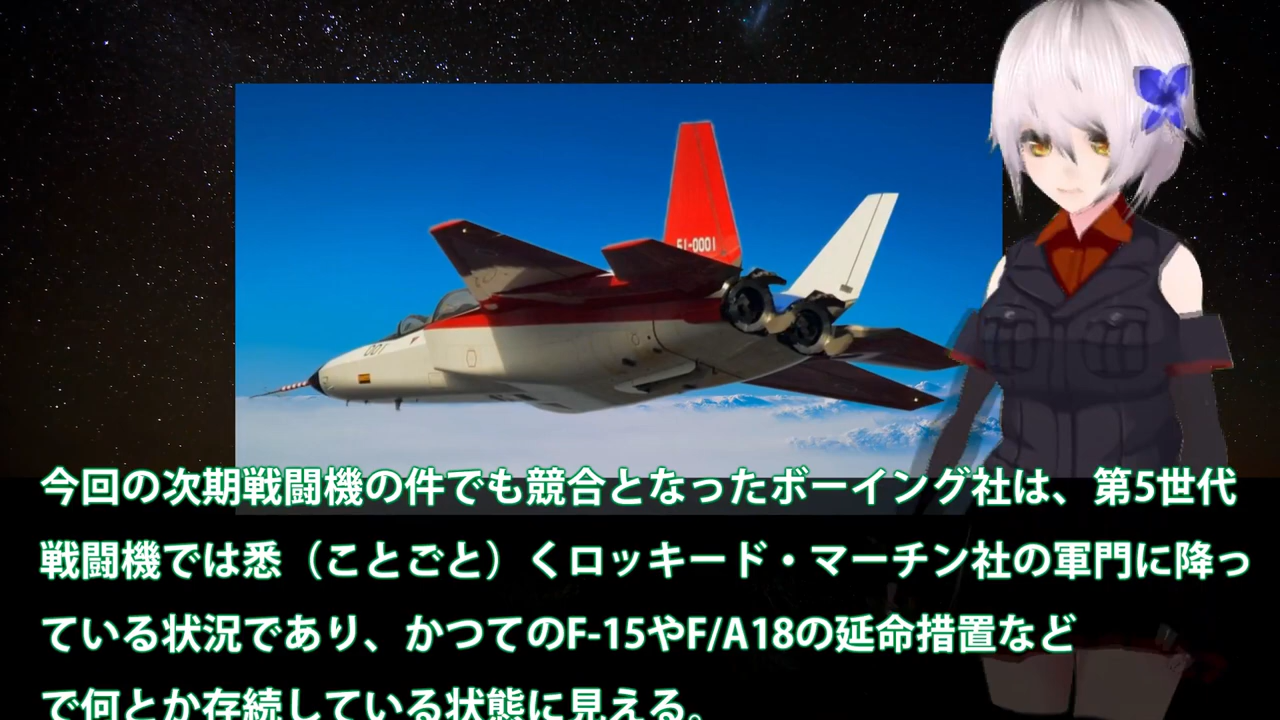 51-0001
001
今回の次期戦闘機の件でも競合となったボーイング社は、第5世代
戦闘機では悉（ことごと）くロッキード・マーチン社の軍門に降っ
ている状況であり、かつてのF-15やF/A18の延命措置など
で何とか存続している状態に見える。